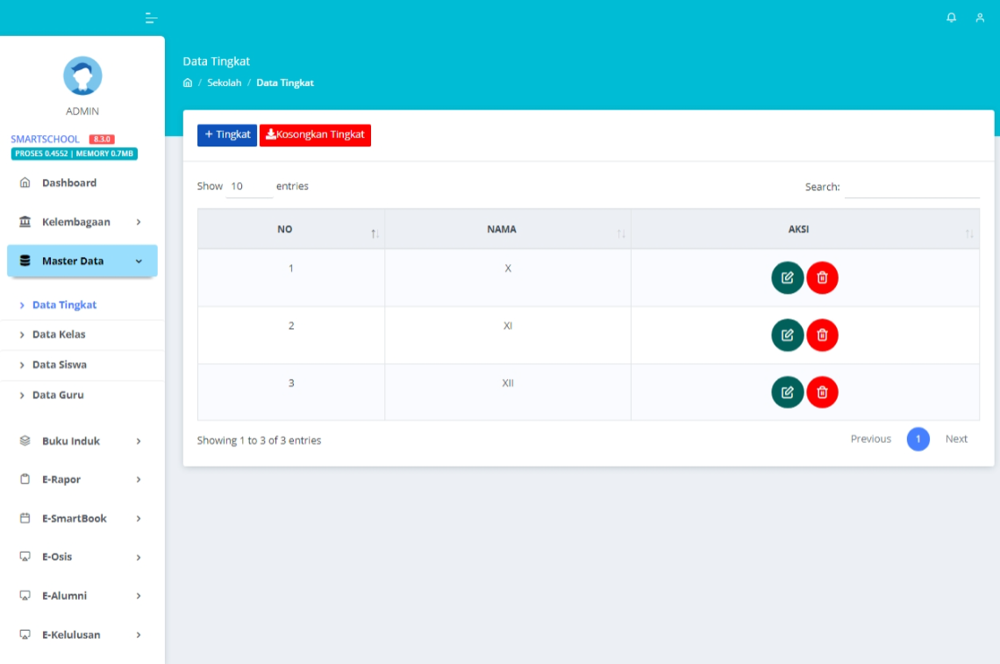 ADMIN
SMARTSCHOOL 8.3.0
PROSES 0.4552 | MEMORY 0.7MB
Dashboard
Kelembagaan
Master Data
Data Tingkat
Data Kelas
Data Siswa
Data Guru
Buku Induk
E-Rapor
E-SmartBook
E-Osis
E-Alumni
E-Kelulusan
Data Tingkat
/ Sekolah / Data Tingkat
+ Tingkat Kosongkan Tingkat
Show 10 entries Search:
NO NAMA AKSI
1 X
2 XI
3 XII
Showing 1 to 3 of 3 entries Previous 1 Next